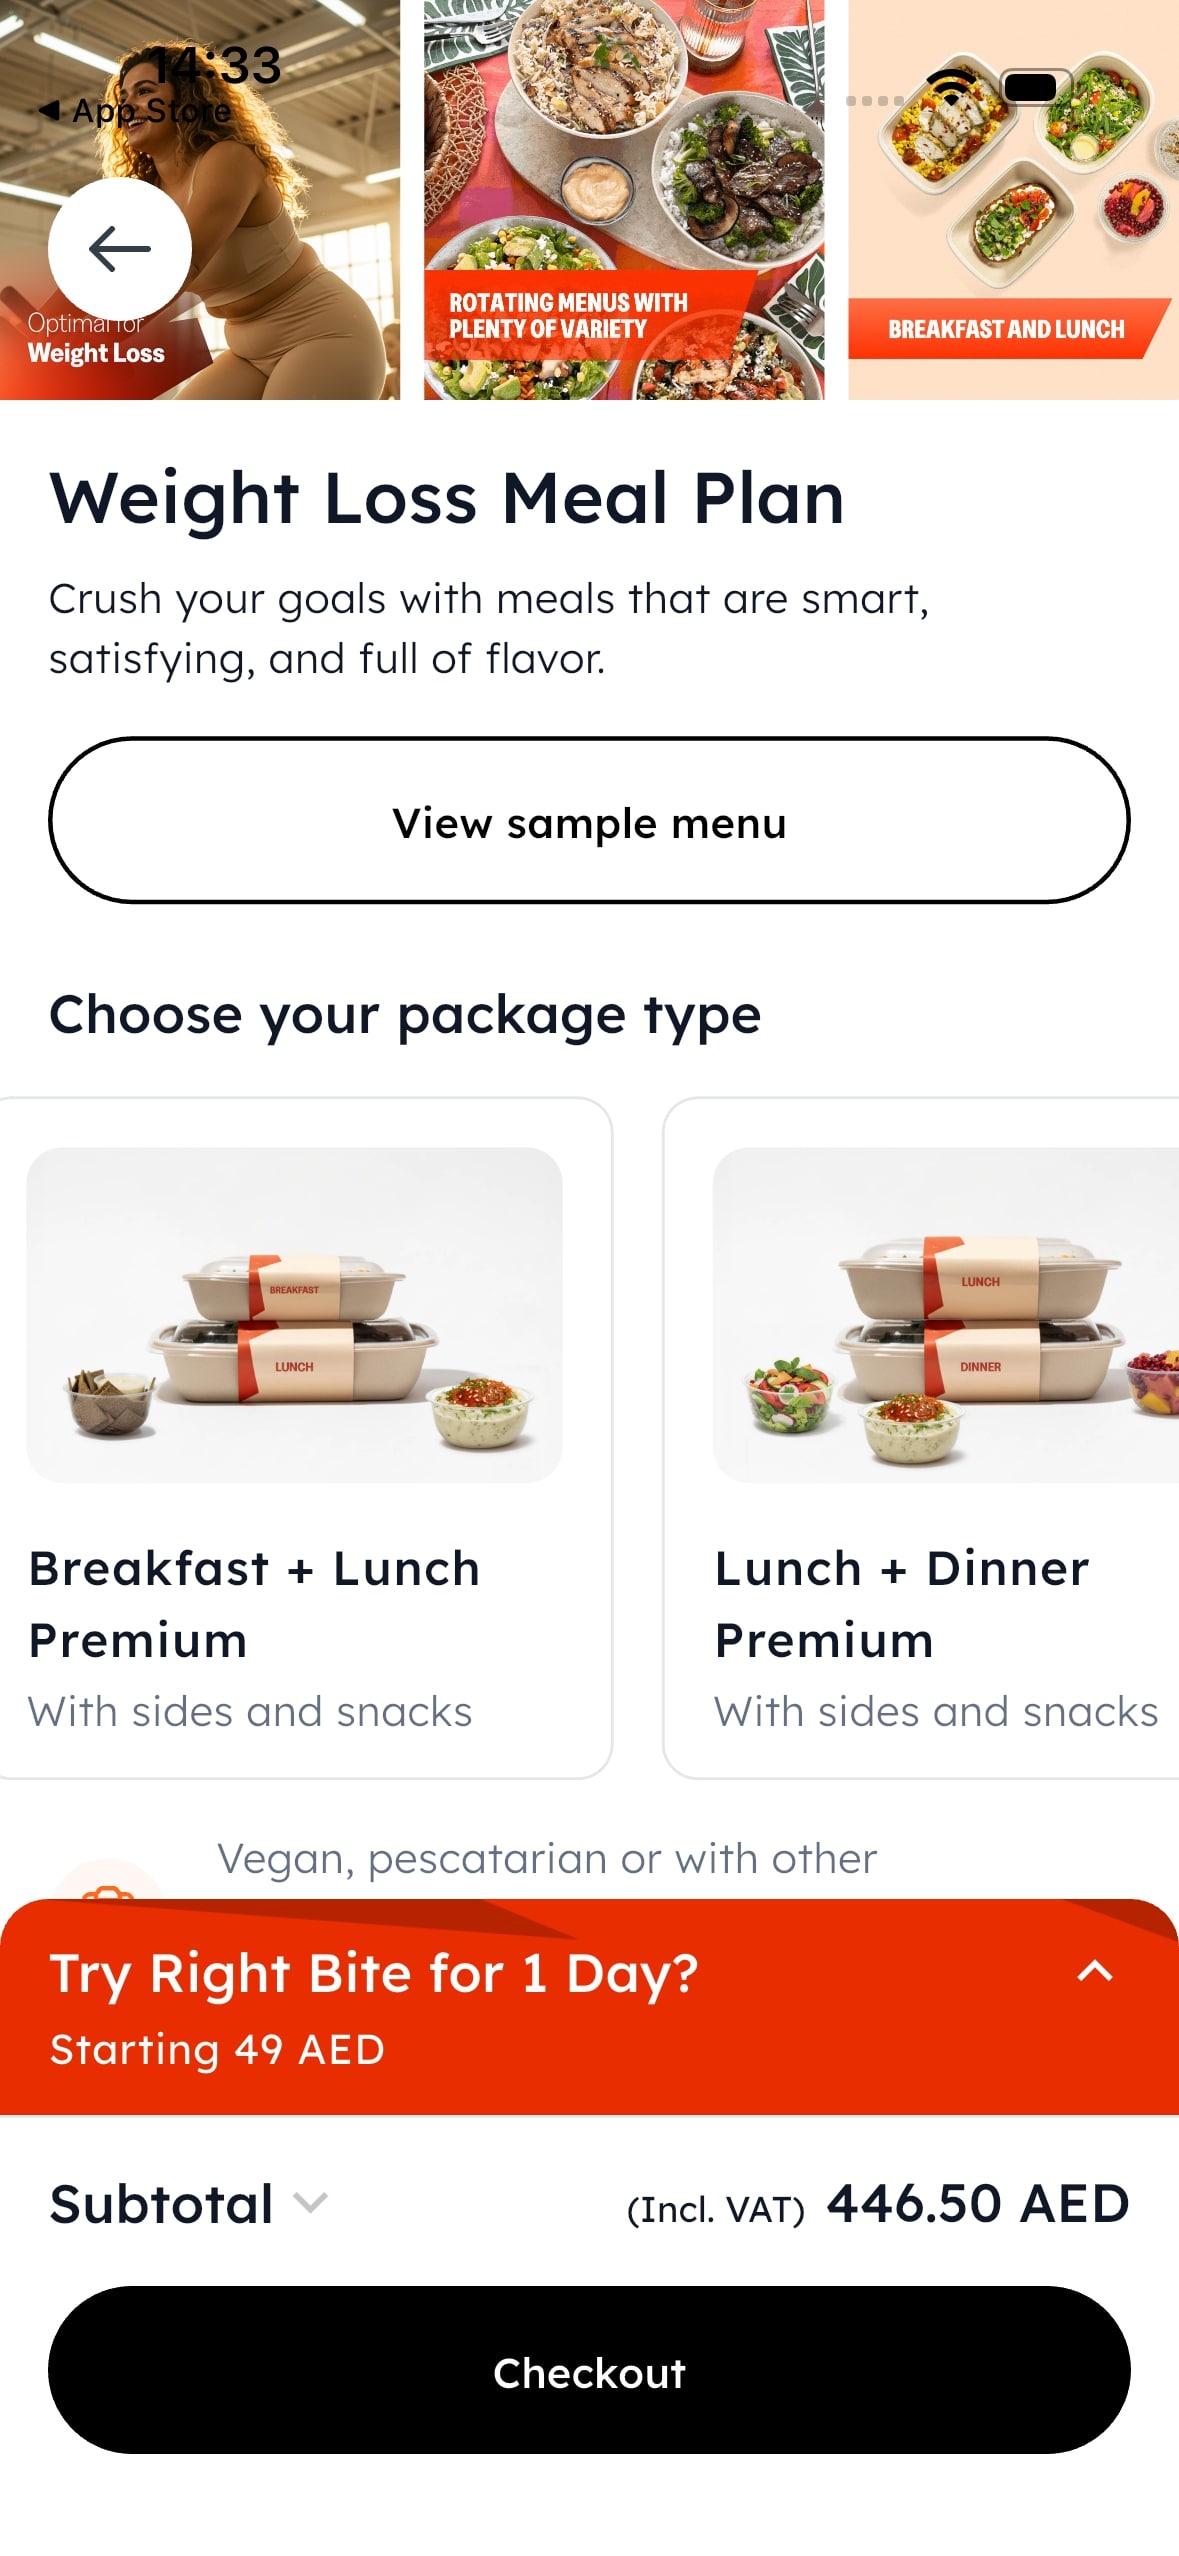 14:33
◀ App Store
Optimal for
Weight Loss
ROTATING MENUS WITH
PLENTY OF VARIETY
BREAKFAST AND LUNCH
Weight Loss Meal Plan
Crush your goals with meals that are smart,
satisfying, and full of flavor.
View sample menu
Choose your package type
BREAKFAST
LUNCH
LUNCH
DINNER
Breakfast + Lunch
Premium
With sides and snacks
Lunch + Dinner
Premium
With sides and snacks
Vegan, pescatarian or with other
Try Right Bite for 1 Day?
Starting 49 AED
Subtotal
(Incl. VAT) 446.50 AED
Checkout